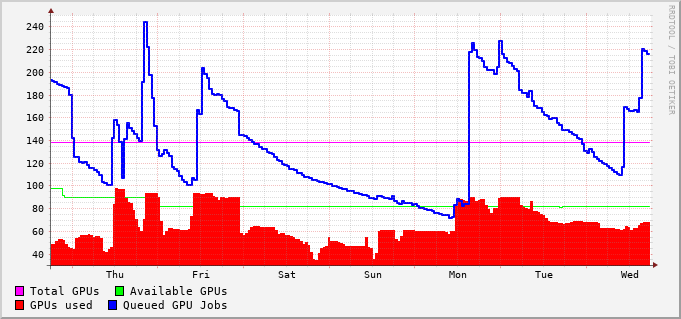 RRDTOOL / TOBI OETIKER
240
220
200
180
160
140
120
100
80
60
40
Thu Fri Sat Sun Mon Tue Wed
Total GPUs Available GPUs
GPUs used Queued GPU Jobs